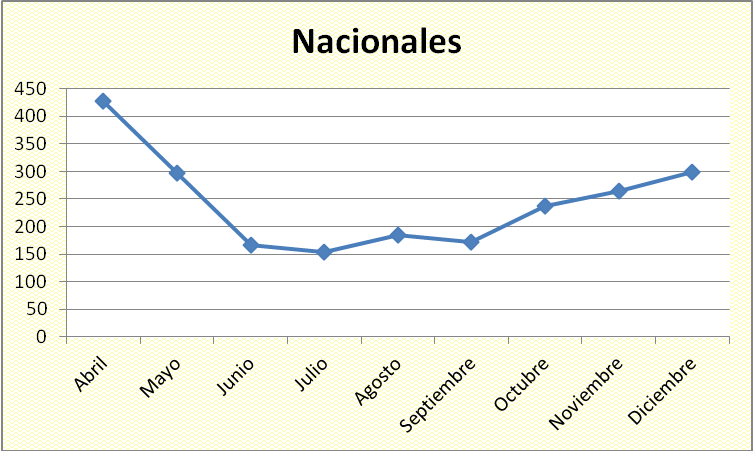 Nacionales
450
400
350
300
250
200
150
100
50
0
Abril
Mayo
Junio
Julio
Agosto
Septiembre
Octubre
Noviembre
Diciembre